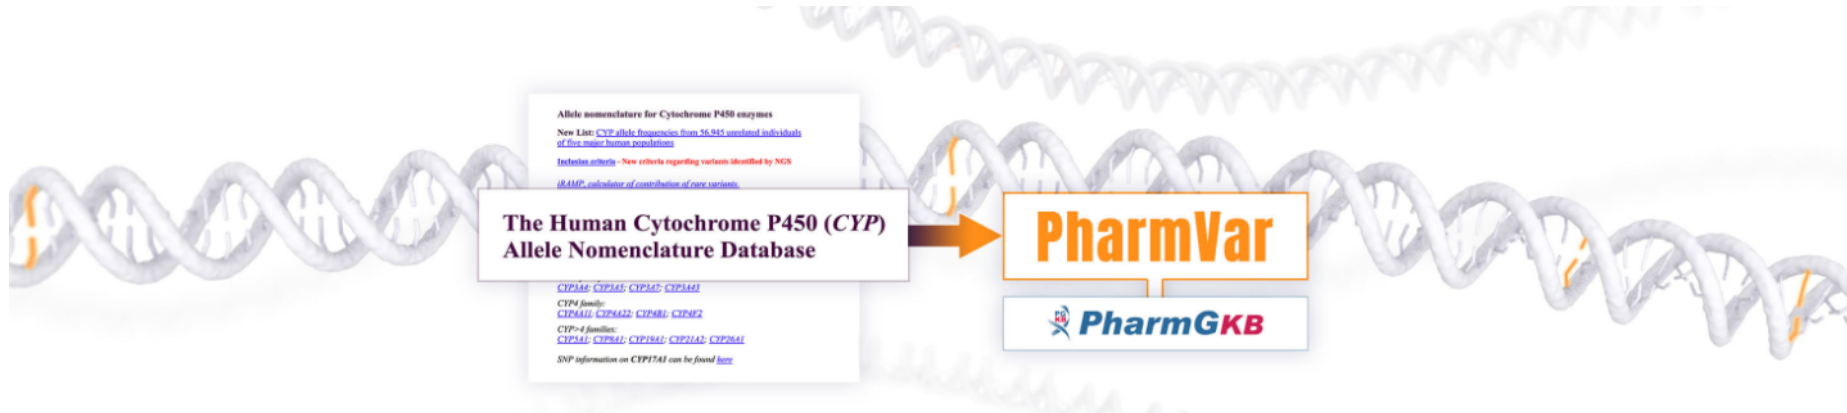 Allele nomenclature for Cytochrome P450 enzymes
New List: CYP allele frequencies from 56,945 unrelated individuals
of five major human populations
Inclusion criteria - New criteria regarding variants identified by NGS
iRAMP, calculator of contribution of rare variants.
The Human Cytochrome P450 (CYP)
Allele Nomenclature Database
CYP3A4; CYP3A5; CYP3A7; CYP3A43
CYP4 family:
CYP4A11; CYP4A22; CYP4B1; CYP4F2
CYP>4 families:
CYP5A1; CYP8A1; CYP19A1; CYP21A2; CYP26A1
SNP information on CYP17A1 can be found here
PharmVar
PG
KB
PharmGKB